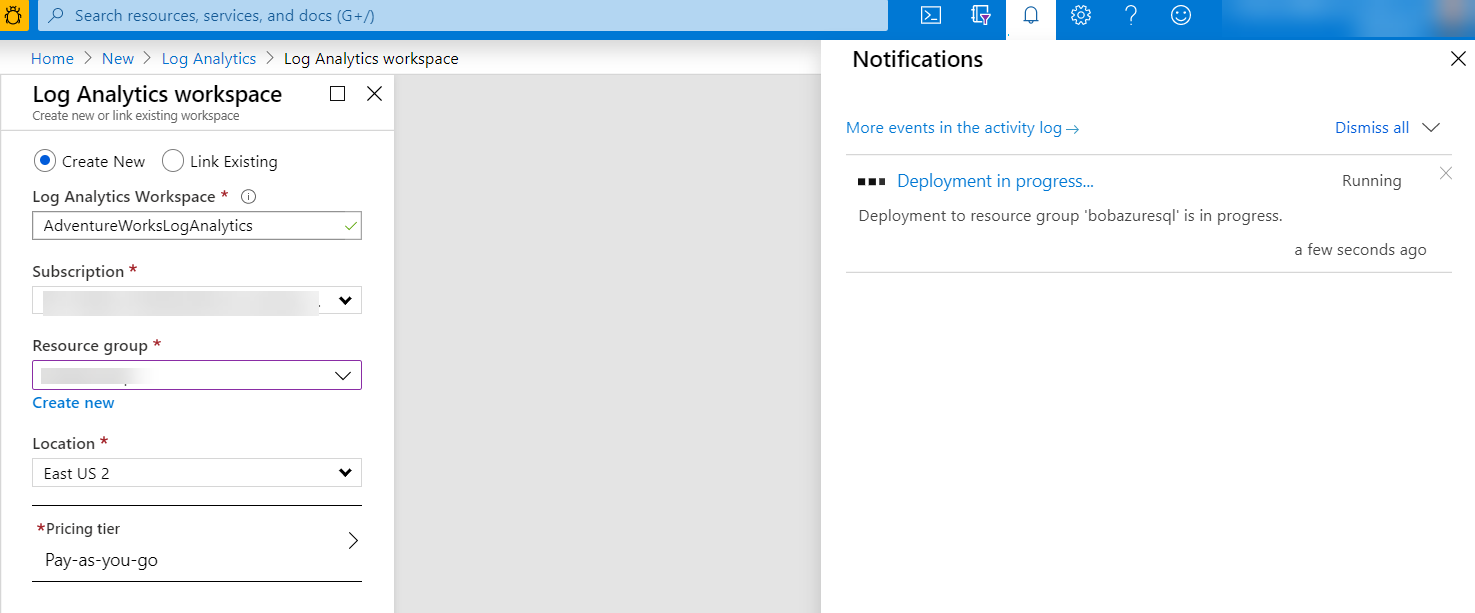 Search resources, services, and docs (G+/)
Home > New > Log Analytics > Log Analytics workspace
Log Analytics workspace
Create new or link existing workspace
Create New Link Existing
Log Analytics Workspace *
AdventureWorksLogAnalytics
Subscription *
Resource group *
Create new
Location *
East US 2
*Pricing tier
Pay-as-you-go
Notifications
More events in the activity log →
Dismiss all
Deployment in progress...
Running
Deployment to resource group 'bobazuresql' is in progress.
a few seconds ago